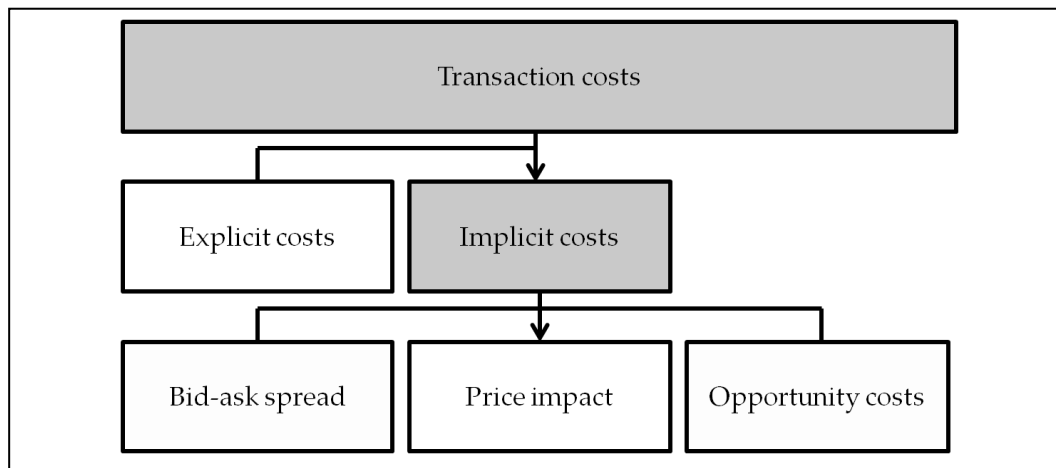 Transaction costs
Explicit costs
Implicit costs
Bid-ask spread
Price impact
Opportunity costs